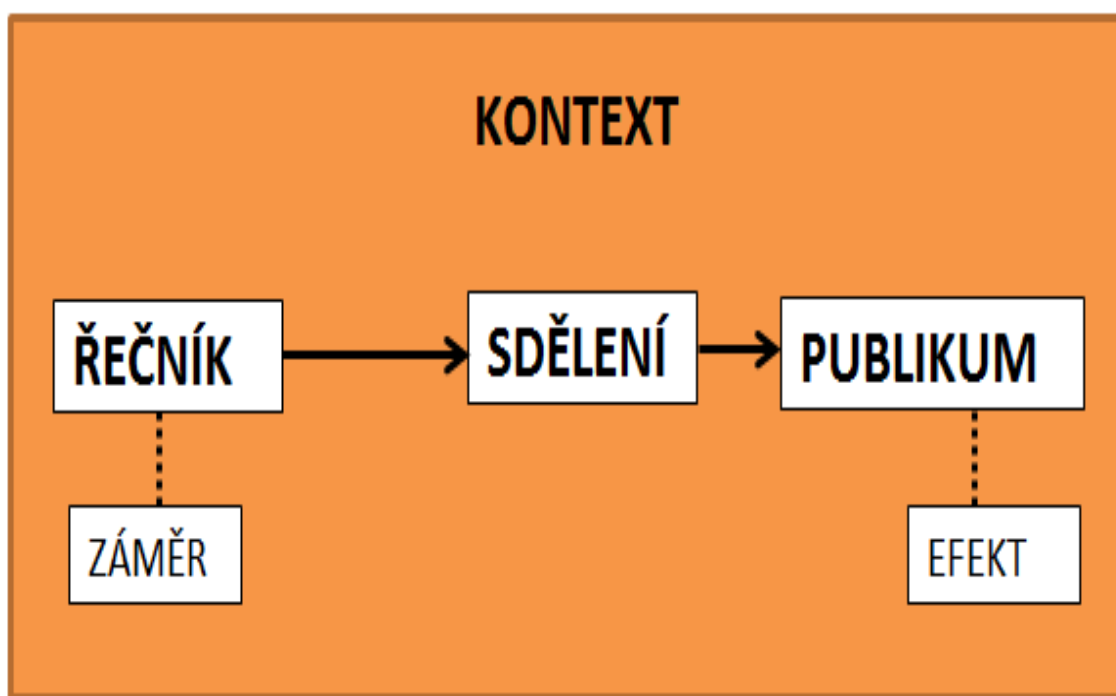 KONTEXT
ŘEČNÍK
SDĚLENÍ
PUBLIKUM
ZÁMĚR
EFEKT